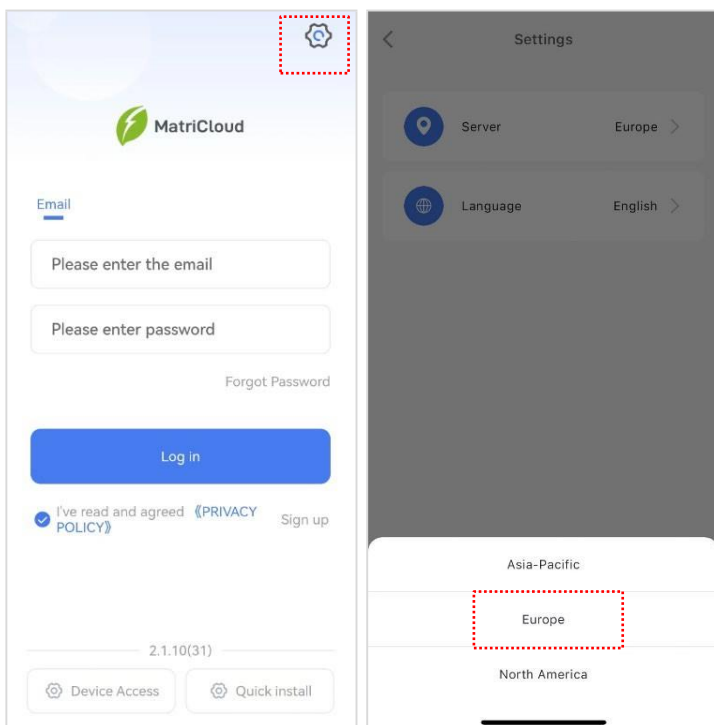 MatriCloud
Email
Please enter the email
Please enter password
Forgot Password
Log in
I've read and agreed 《PRIVACY
POLICY》
Sign up
2.1.10(31)
Device Access
Quick install
Settings
Server
Europe
Language
English
Asia-Pacific
Europe
North America